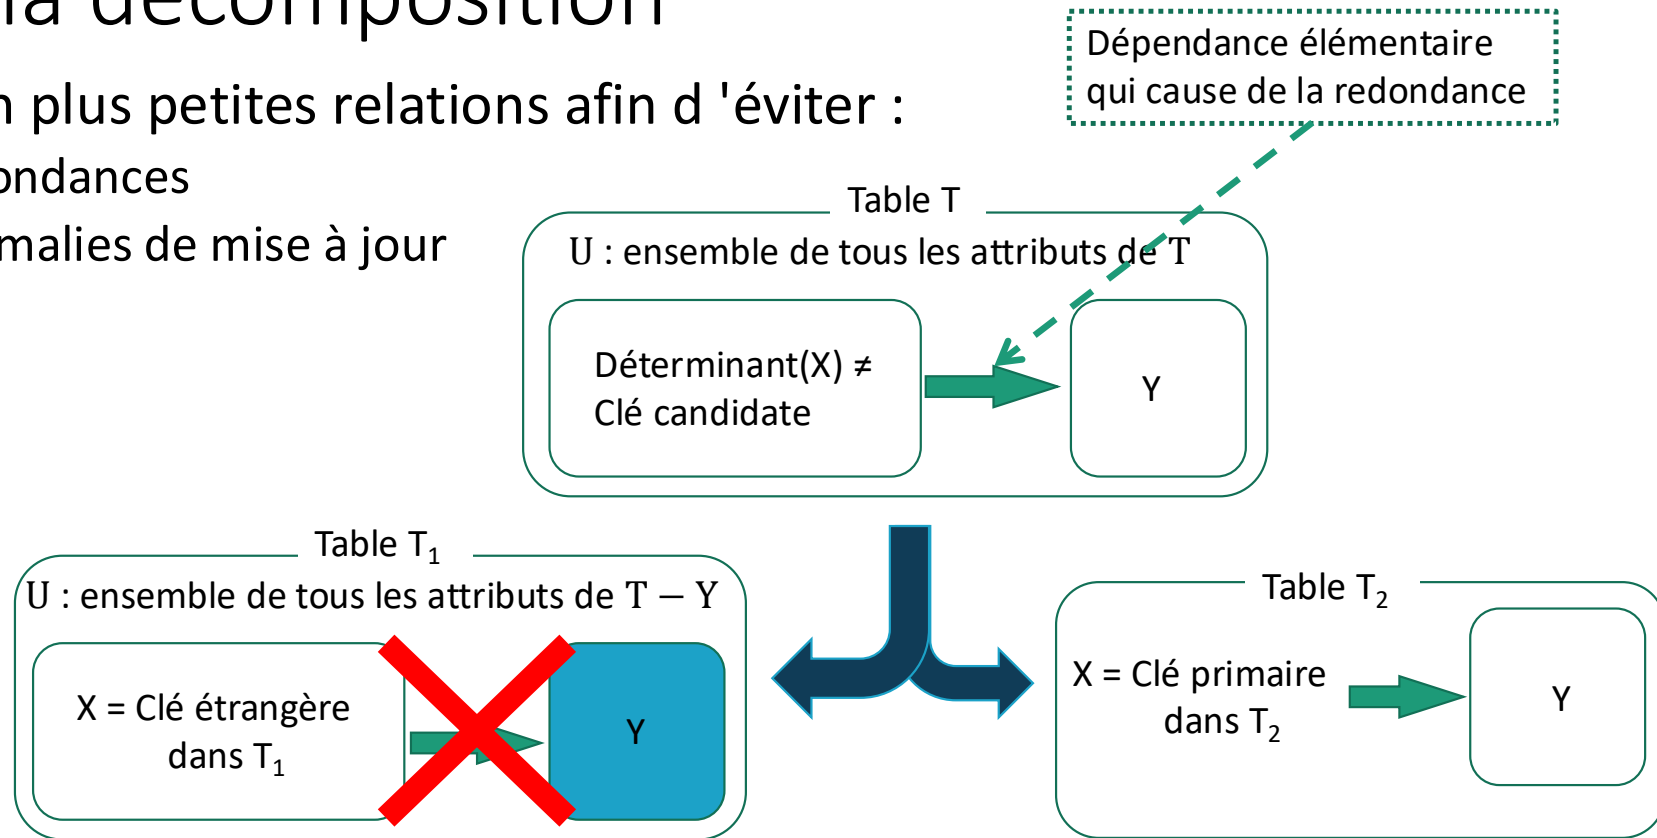 la décomposition
Dépendance élémentaire
qui cause de la redondance
plus petites relations afin d 'éviter :
ondances
malies de mise à jour
Table T
U : ensemble de tous les attributs de T
Déterminant(X) ≠
Clé candidate
Y
Table T₁
U : ensemble de tous les attributs de T − Y
X = Clé étrangère
dans T₁
Y
Table T₂
X = Clé primaire
dans T₂
Y